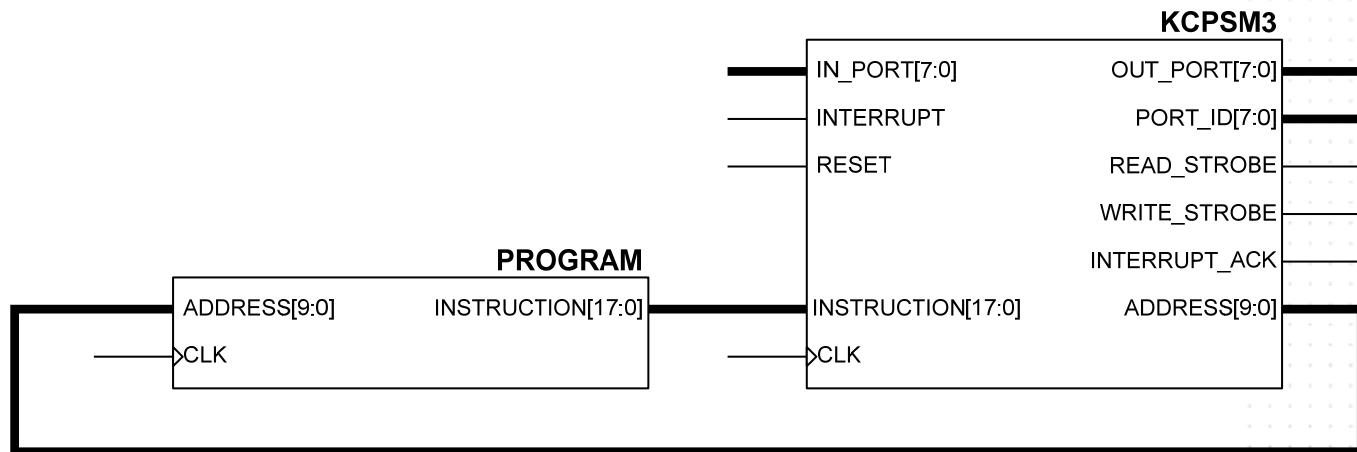 KCPSM3
IN_PORT[7:0] OUT_PORT[7:0]
INTERRUPT PORT_ID[7:0]
RESET READ_STROBE
WRITE_STROBE
PROGRAM INTERRUPT_ACK
ADDRESS[9:0] INSTRUCTION[17:0] INSTRUCTION[17:0] ADDRESS[9:0]
CLK CLK